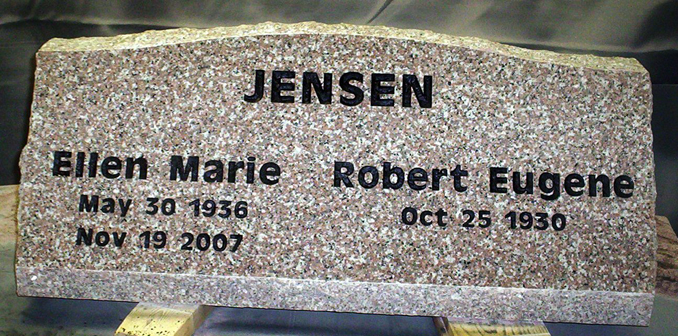 JENSEN
Ellen Marie
May 30 1936
Nov 19 2007
Robert Eugene
Oct 25 1930